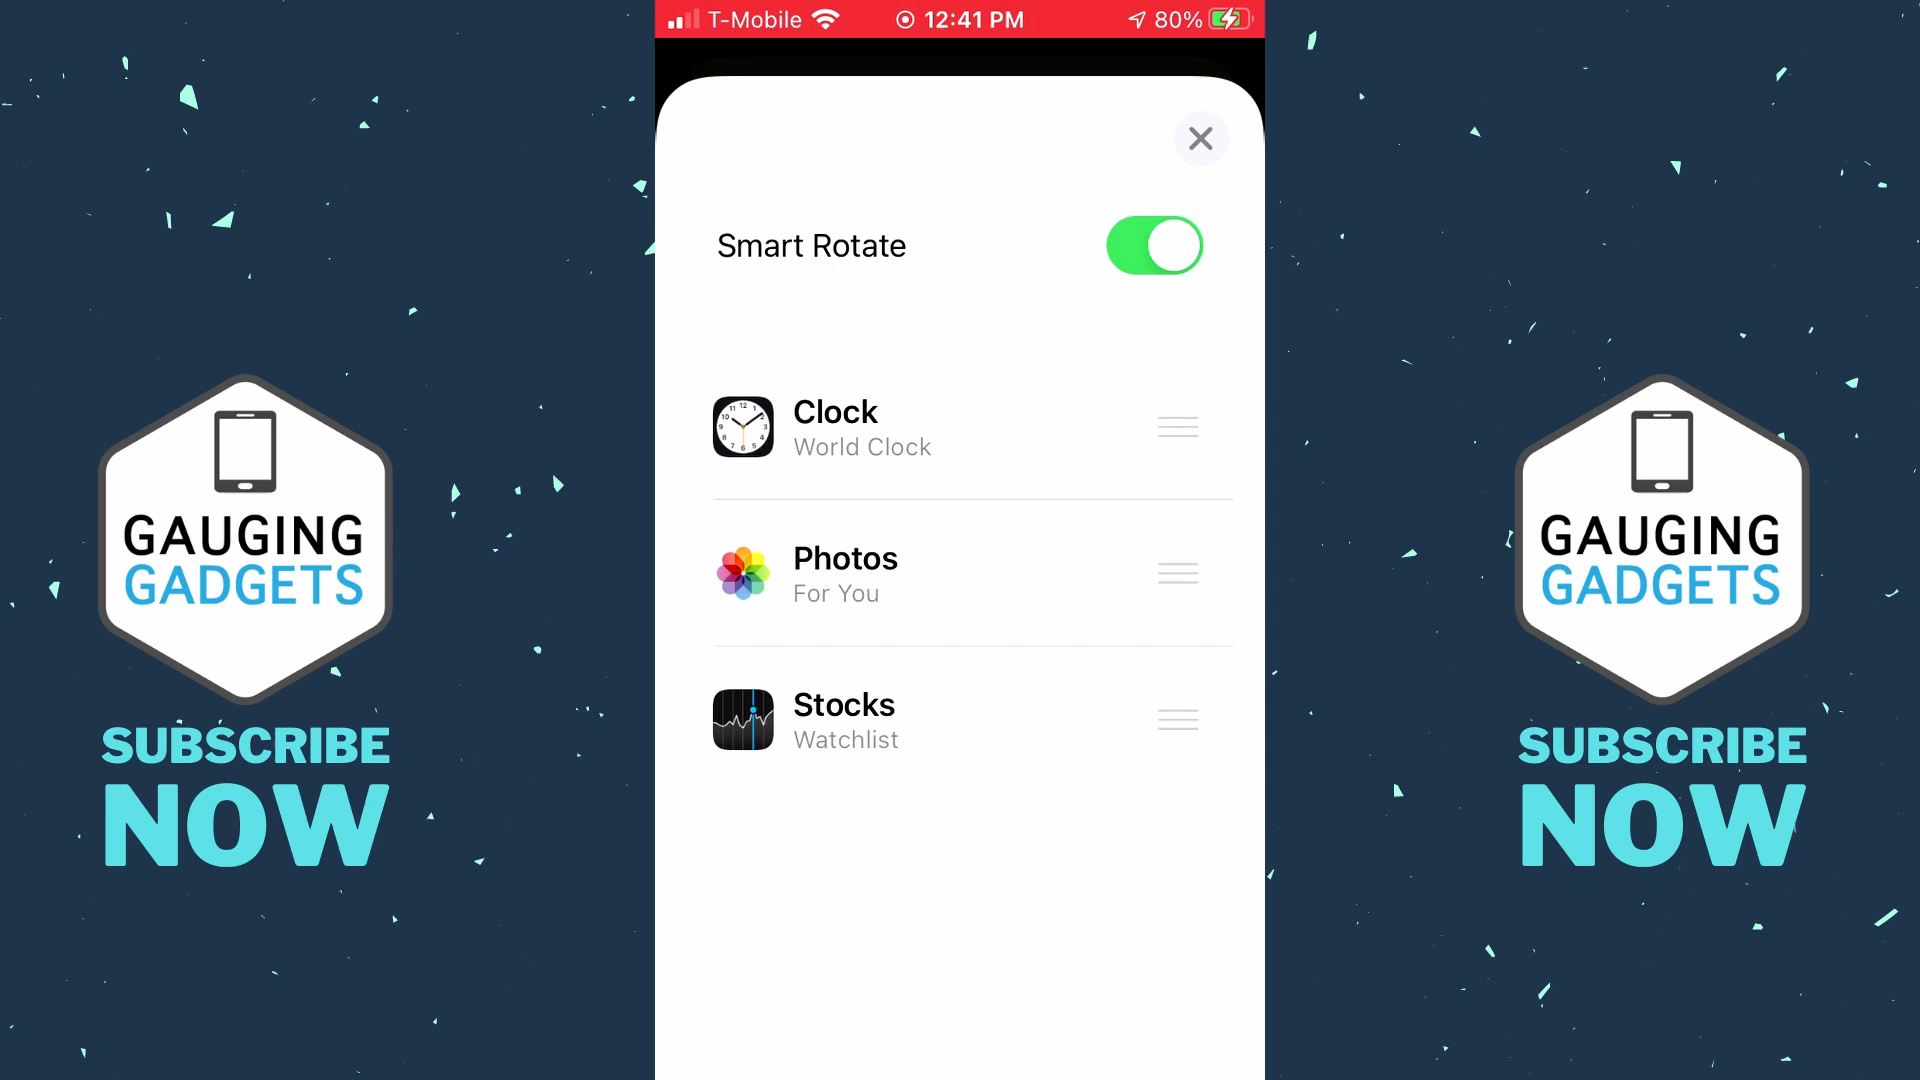 T-Mobile 12:41 PM 80%
Smart Rotate
Clock
World Clock
Photos
For You
Stocks
Watchlist
GAUGING
GADGETS
SUBSCRIBE
NOW
GAUGING
GADGETS
SUBSCRIBE
NOW